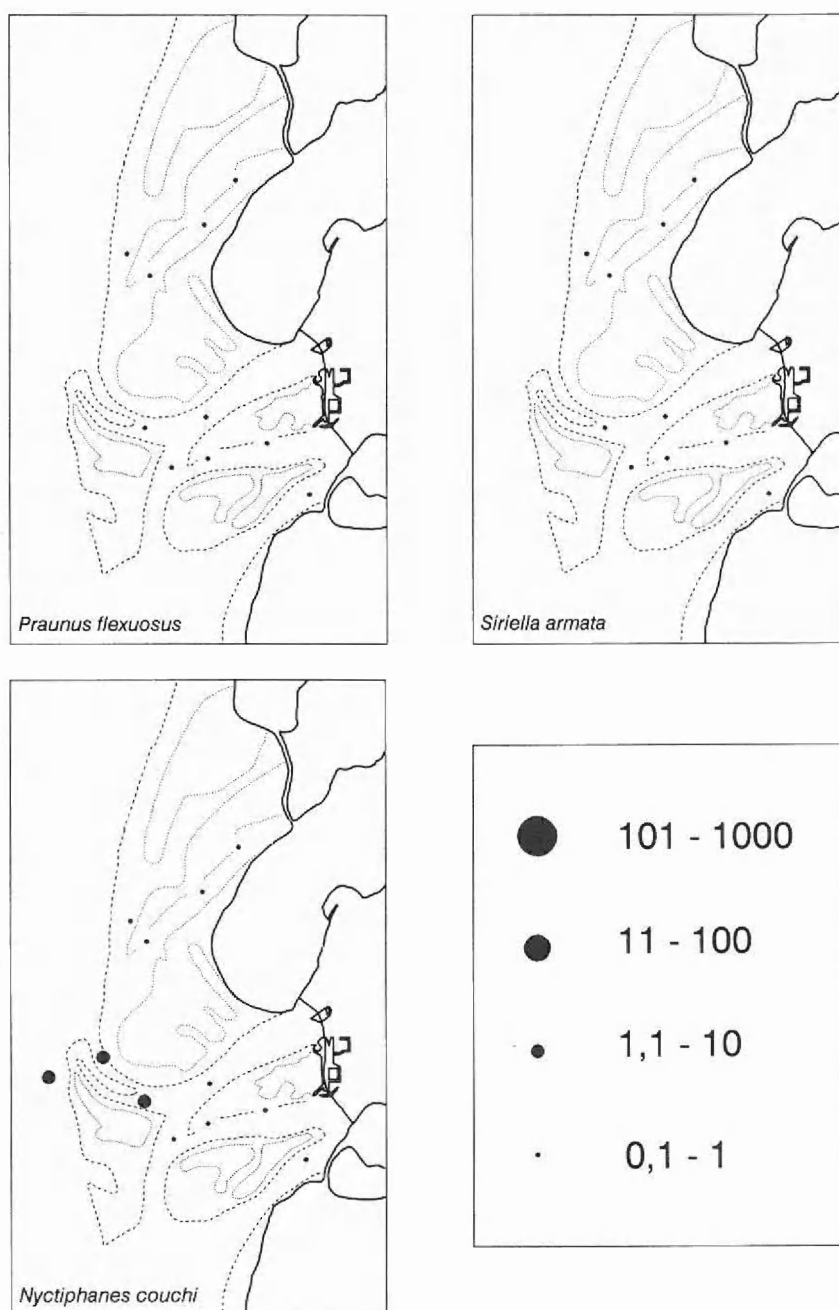 Praunus flexuosus
Siriella armata
Nyctiphanes couchi
101 - 1000
11 - 100
1,1 - 10
0,1 - 1